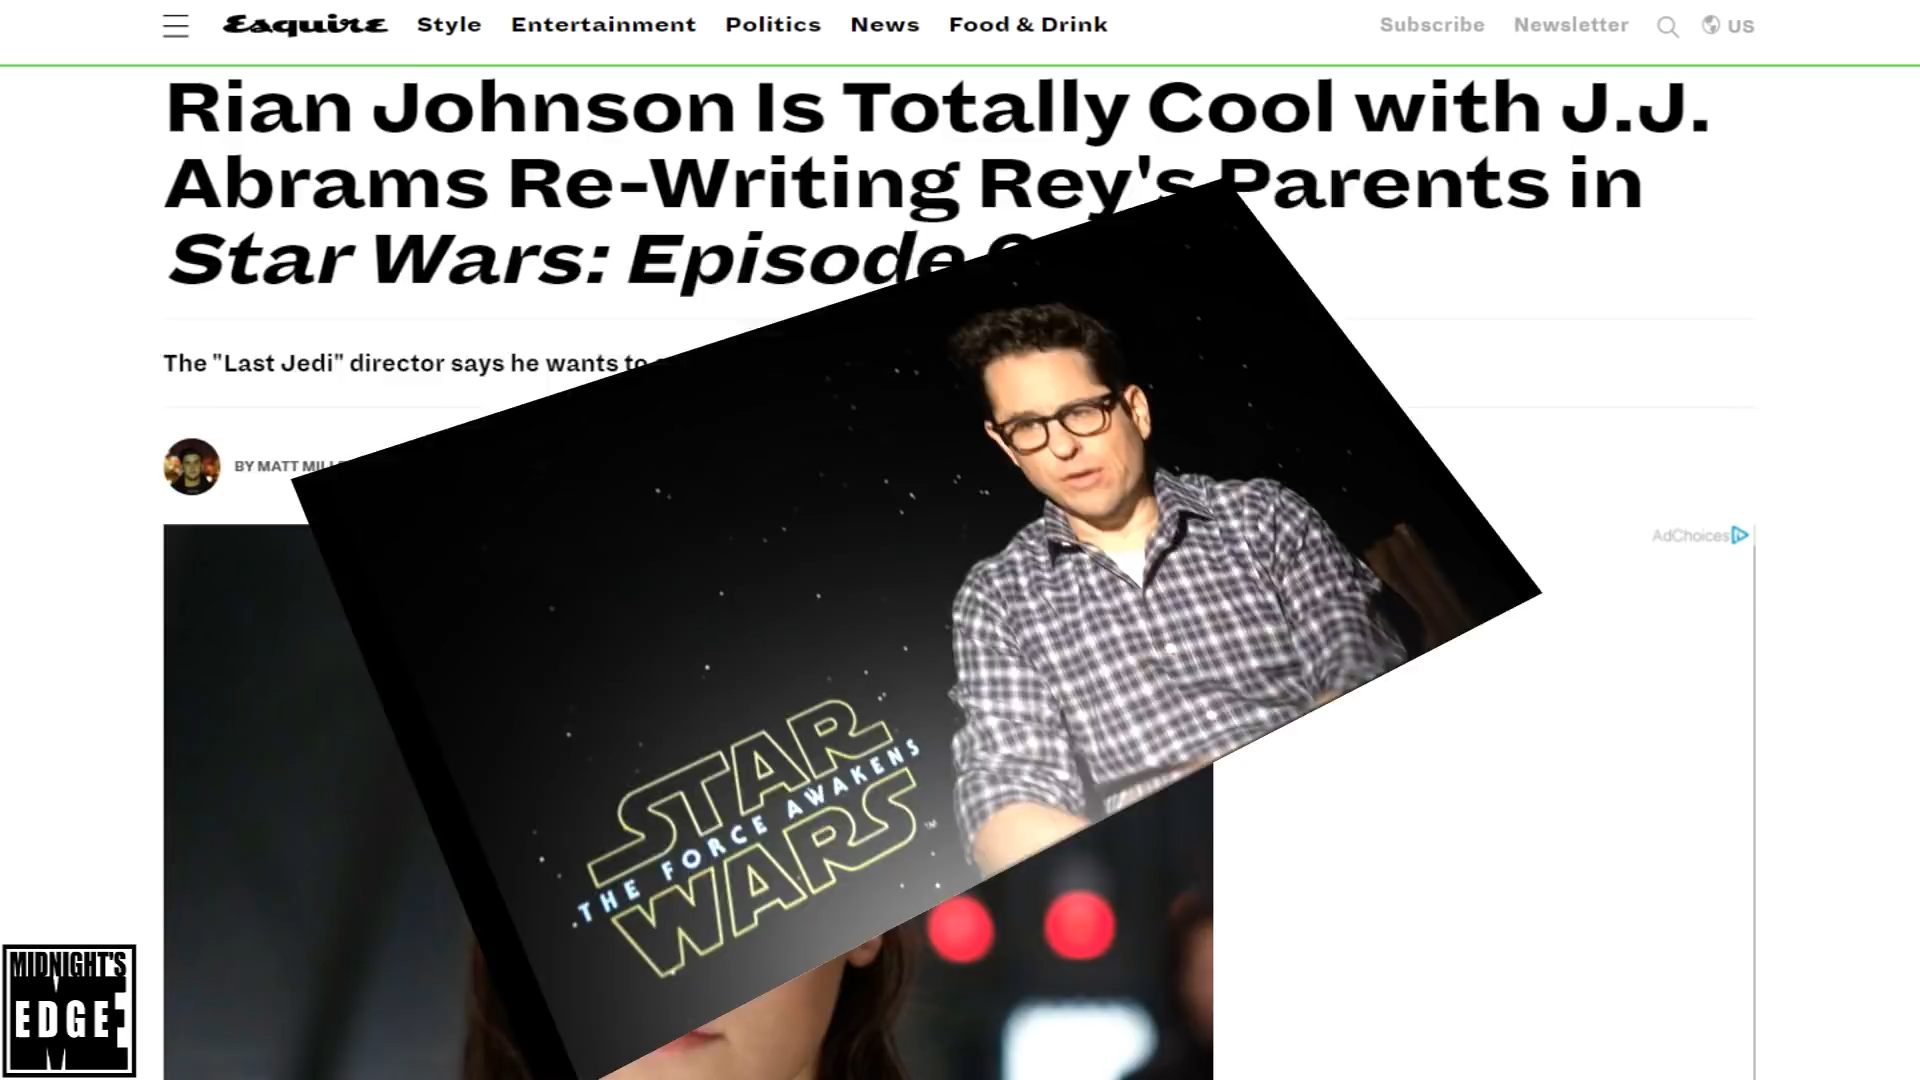 Esquire Style Entertainment Politics News Food & Drink Subscribe Newsletter US
Rian Johnson Is Totally Cool with J.J.
Abrams Re-Writing Rey's Parents in
Star Wars: Episode
The "Last Jedi" director says he wants to
BY MATT
AdChoices
STAR
THE FORCE AWAKENS
WARS
MIDNIGHT'S
EDGE